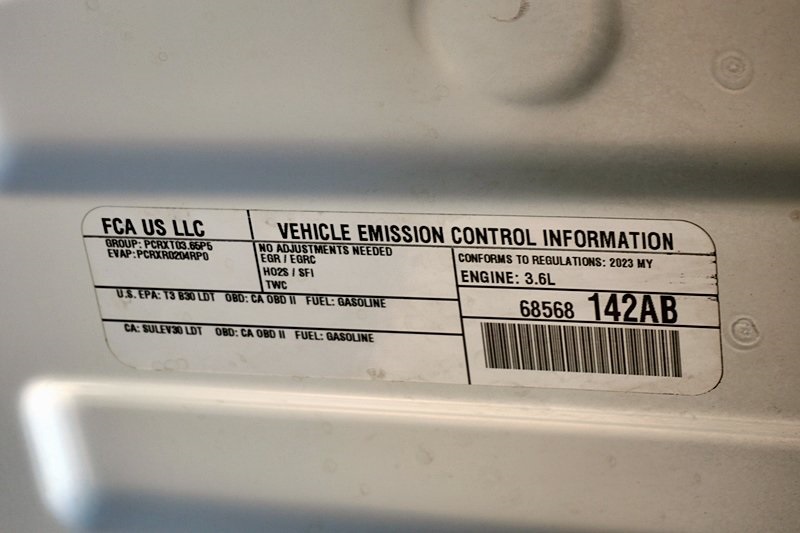 FCA US LLC
VEHICLE EMISSION CONTROL INFORMATION
GROUP: PCRXT03.65P5
EVAP: PCRXR0204RP0
NO ADJUSTMENTS NEEDED
EGR / EGRC
HO2S / SFI
TWC
CONFORMS TO REGULATIONS: 2023 MY
ENGINE: 3.6L
U.S. EPA: T3 B30 LDT OBD: CA OBD II FUEL: GASOLINE
CA: SULEV30 LDT OBD: CA OBD II FUEL: GASOLINE
68568 142AB